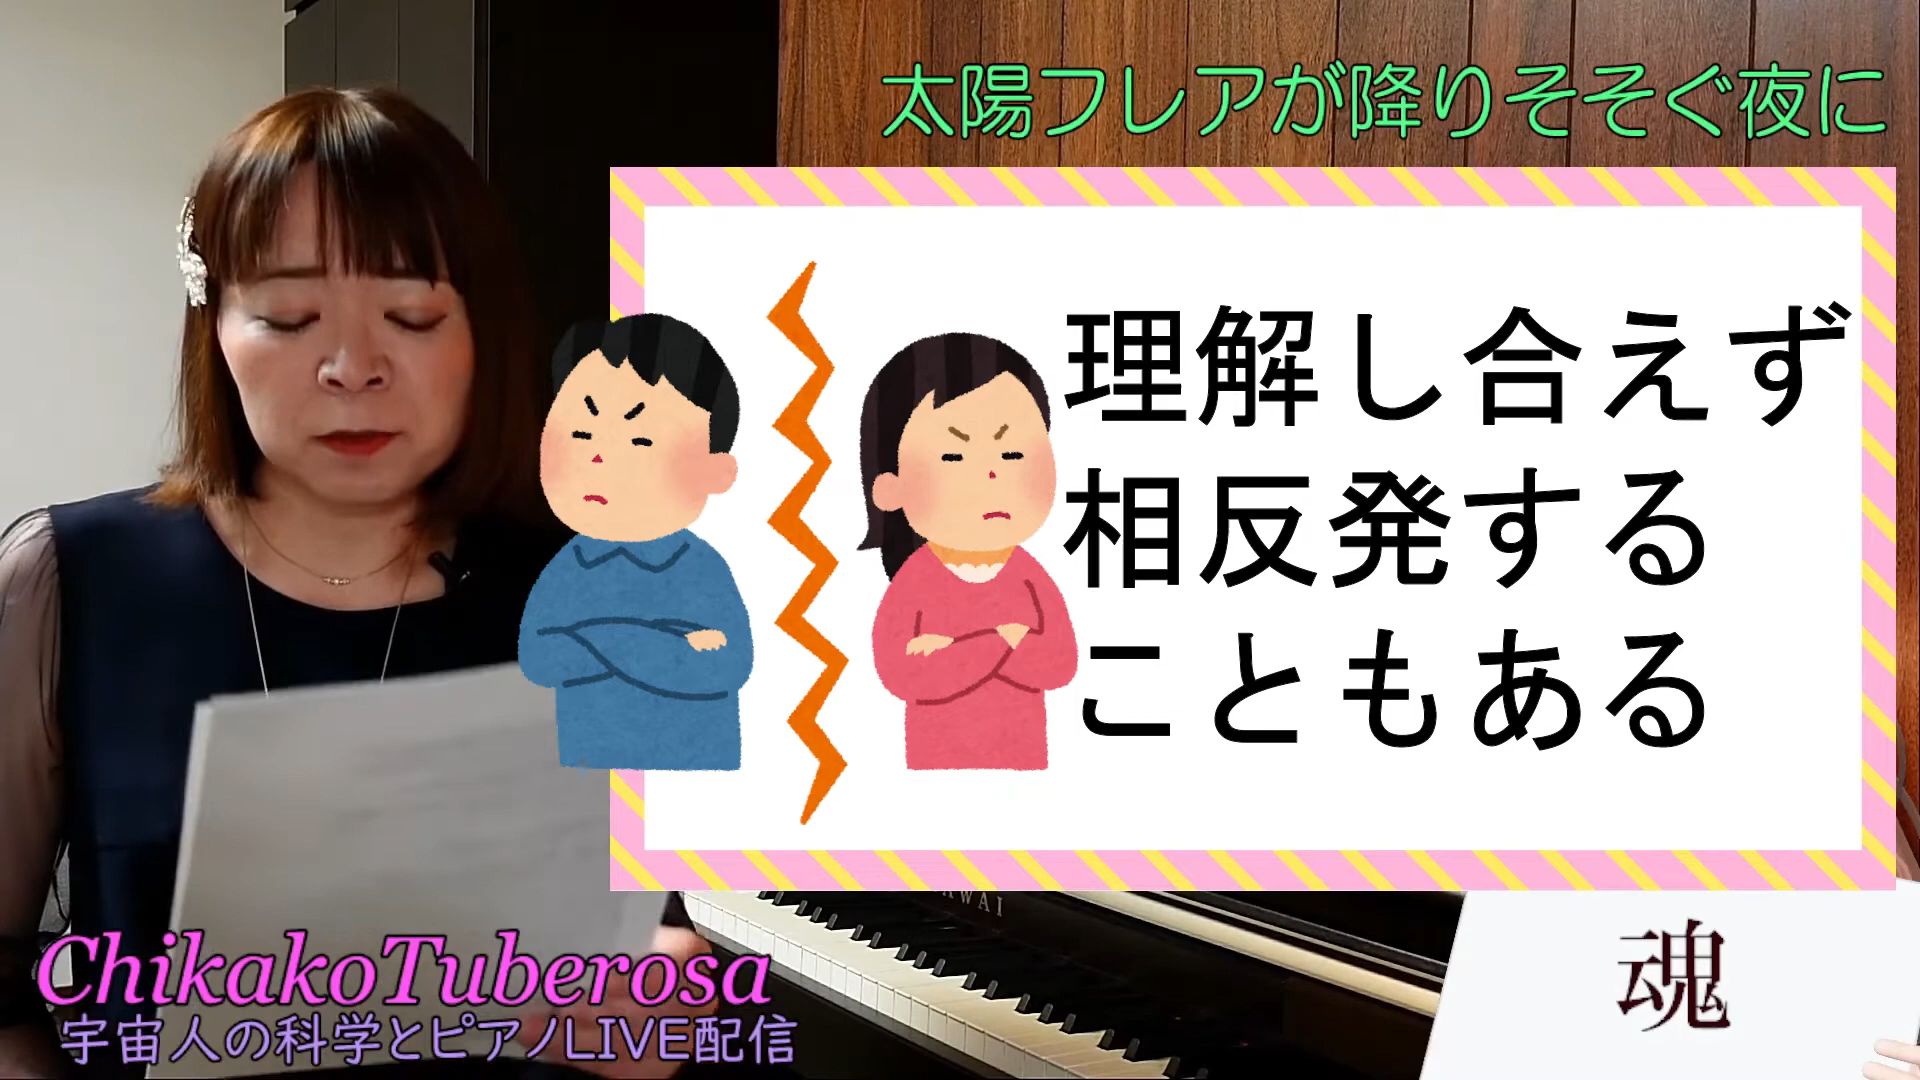 太陽フレアが降りそそぐ夜に
理解し合えず
相反発する
こともある
AWAI
魂
ChikakoTuberosa
宇宙人の科学とピアノLIVE配信